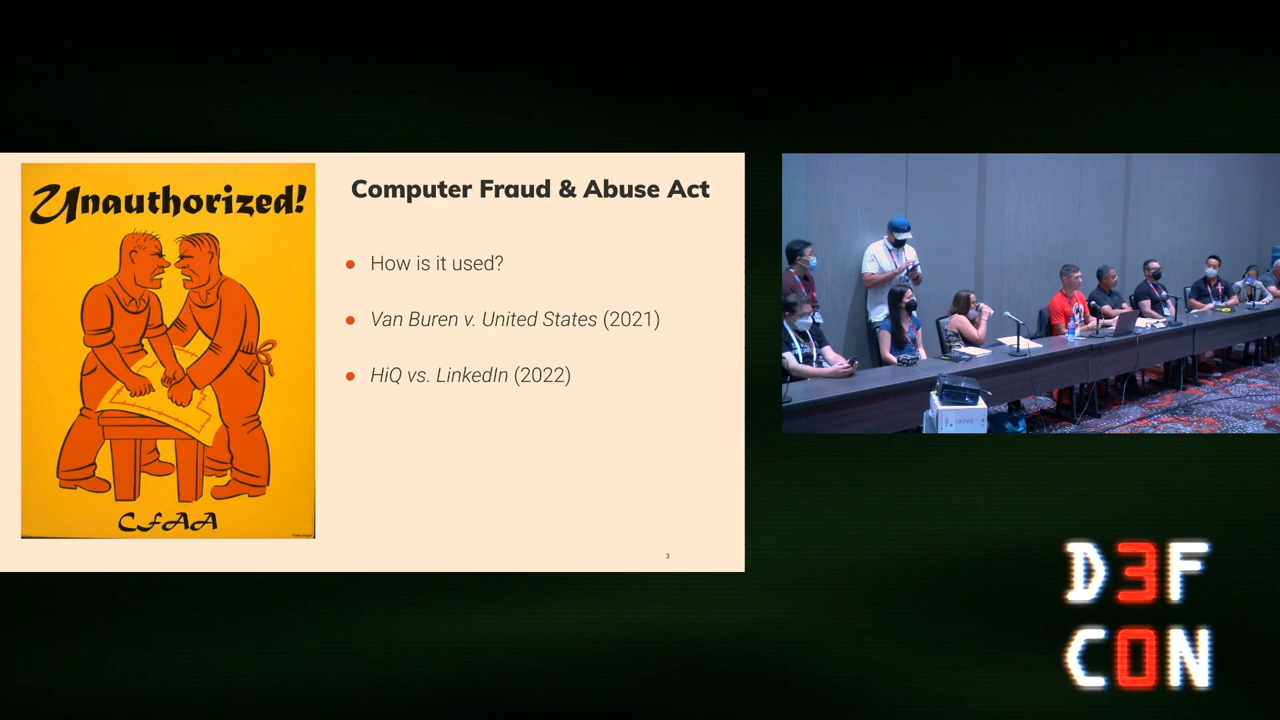 Unauthorized!
CFAA
Computer Fraud & Abuse Act
How is it used?
Van Buren v. United States (2021)
HiQ vs. LinkedIn (2022)
3
D3F
C0N